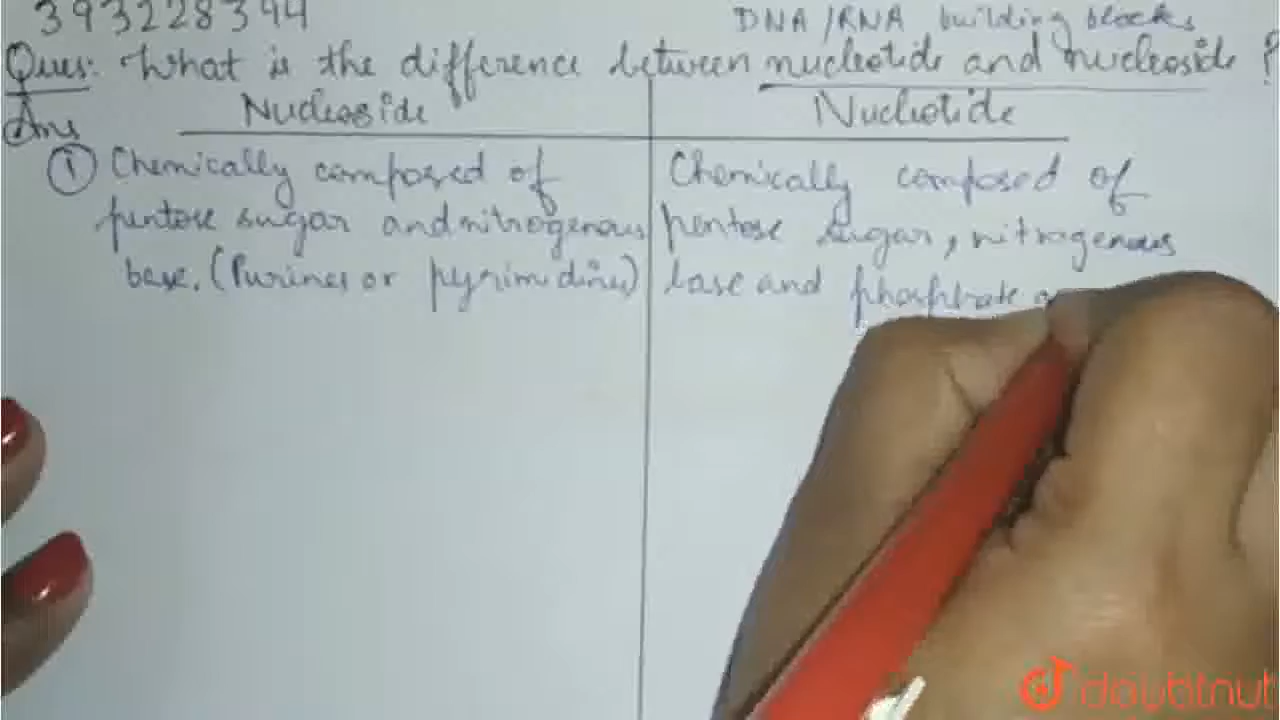 393228344
DNA/RNA building blocks
Ques: What is the difference between nucleotide and nucleoside ?
Ans
Nucleoside
Nucleotide
① Chemically composed of
pentose sugar and nitrogenous
base. (Purines or pyrimidines)
Chemically composed of
pentose sugar, nitrogenous
base and phosphate
doubtnut